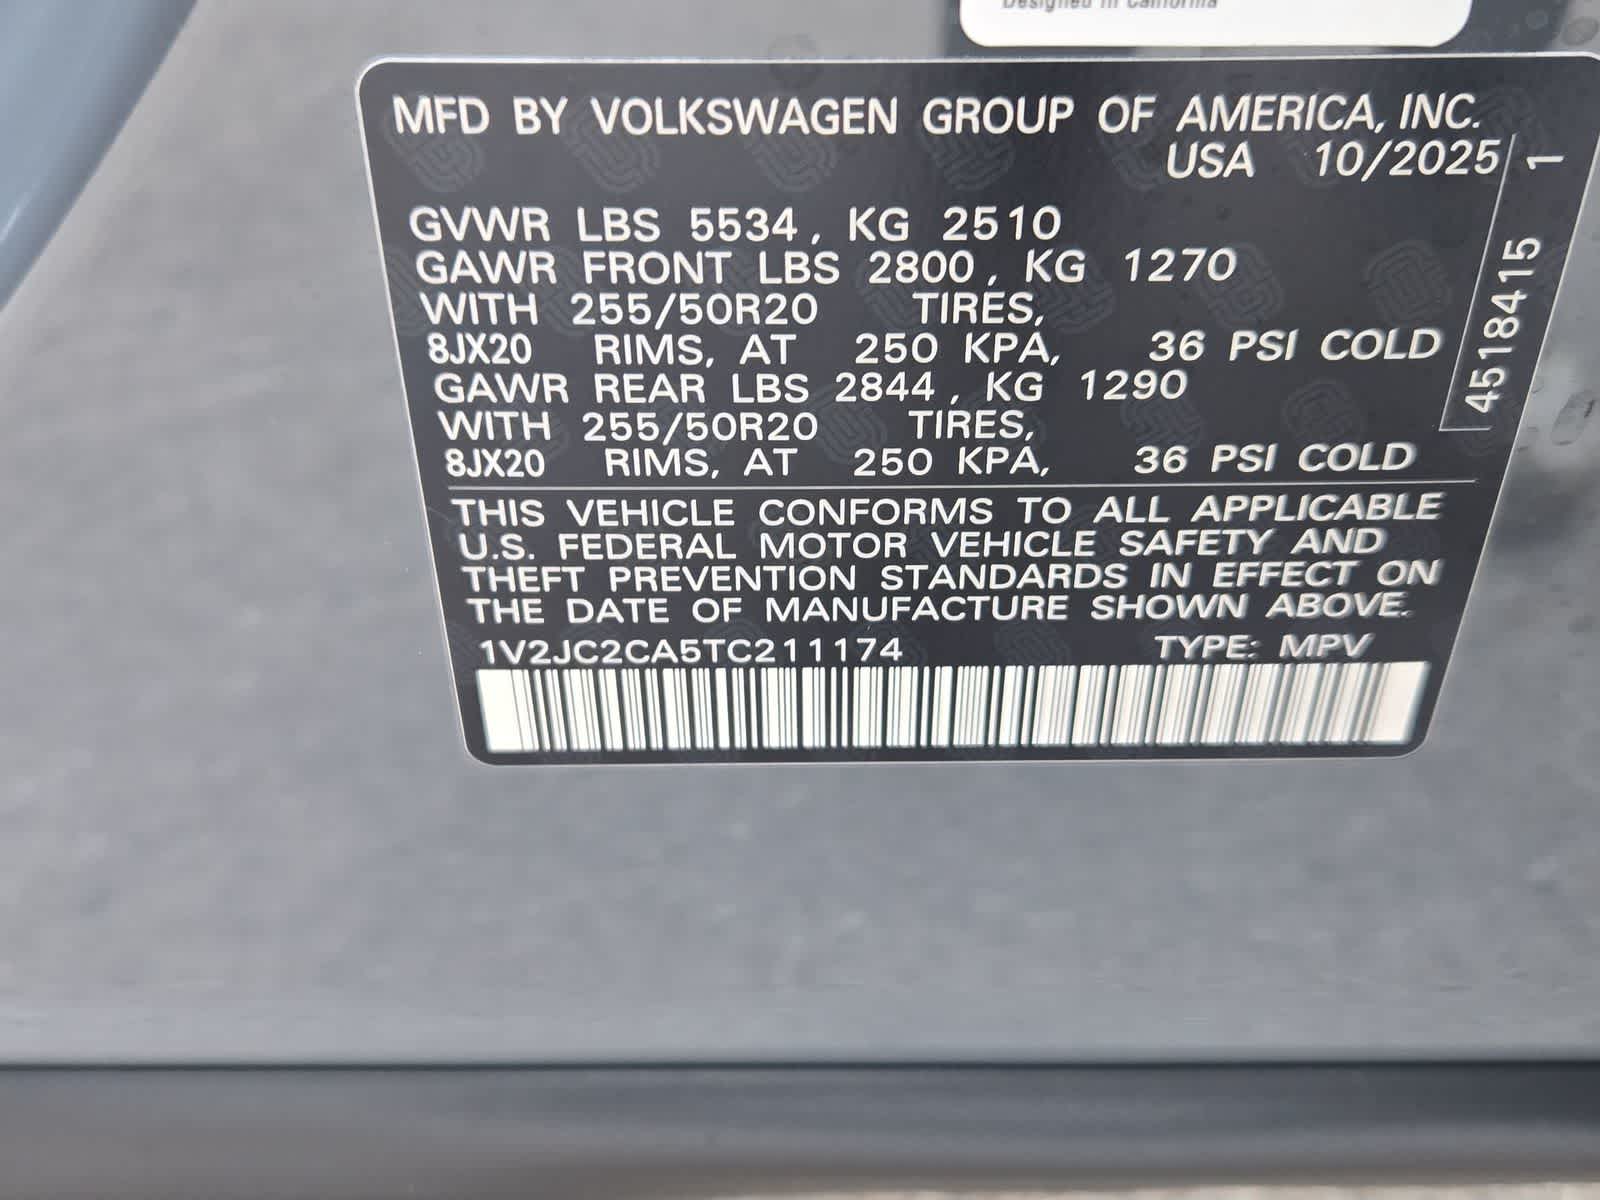 Designed in California
MFD BY VOLKSWAGEN GROUP OF AMERICA, INC.
USA 10/2025
GVWR LBS 5534, KG 2510
GAWR FRONT LBS 2800, KG 1270
WITH 255/50R20 TIRES,
8JX20 RIMS, AT 250 KPA, 36 PSI COLD
GAWR REAR LBS 2844, KG 1290
WITH 255/50R20 TIRES,
8JX20 RIMS, AT 250 KPA, 36 PSI COLD
4518415 1
THIS VEHICLE CONFORMS TO ALL APPLICABLE
U.S. FEDERAL MOTOR VEHICLE SAFETY AND
THEFT PREVENTION STANDARDS IN EFFECT ON
THE DATE OF MANUFACTURE SHOWN ABOVE.
1V2JC2CA5TC211174 TYPE: MPV